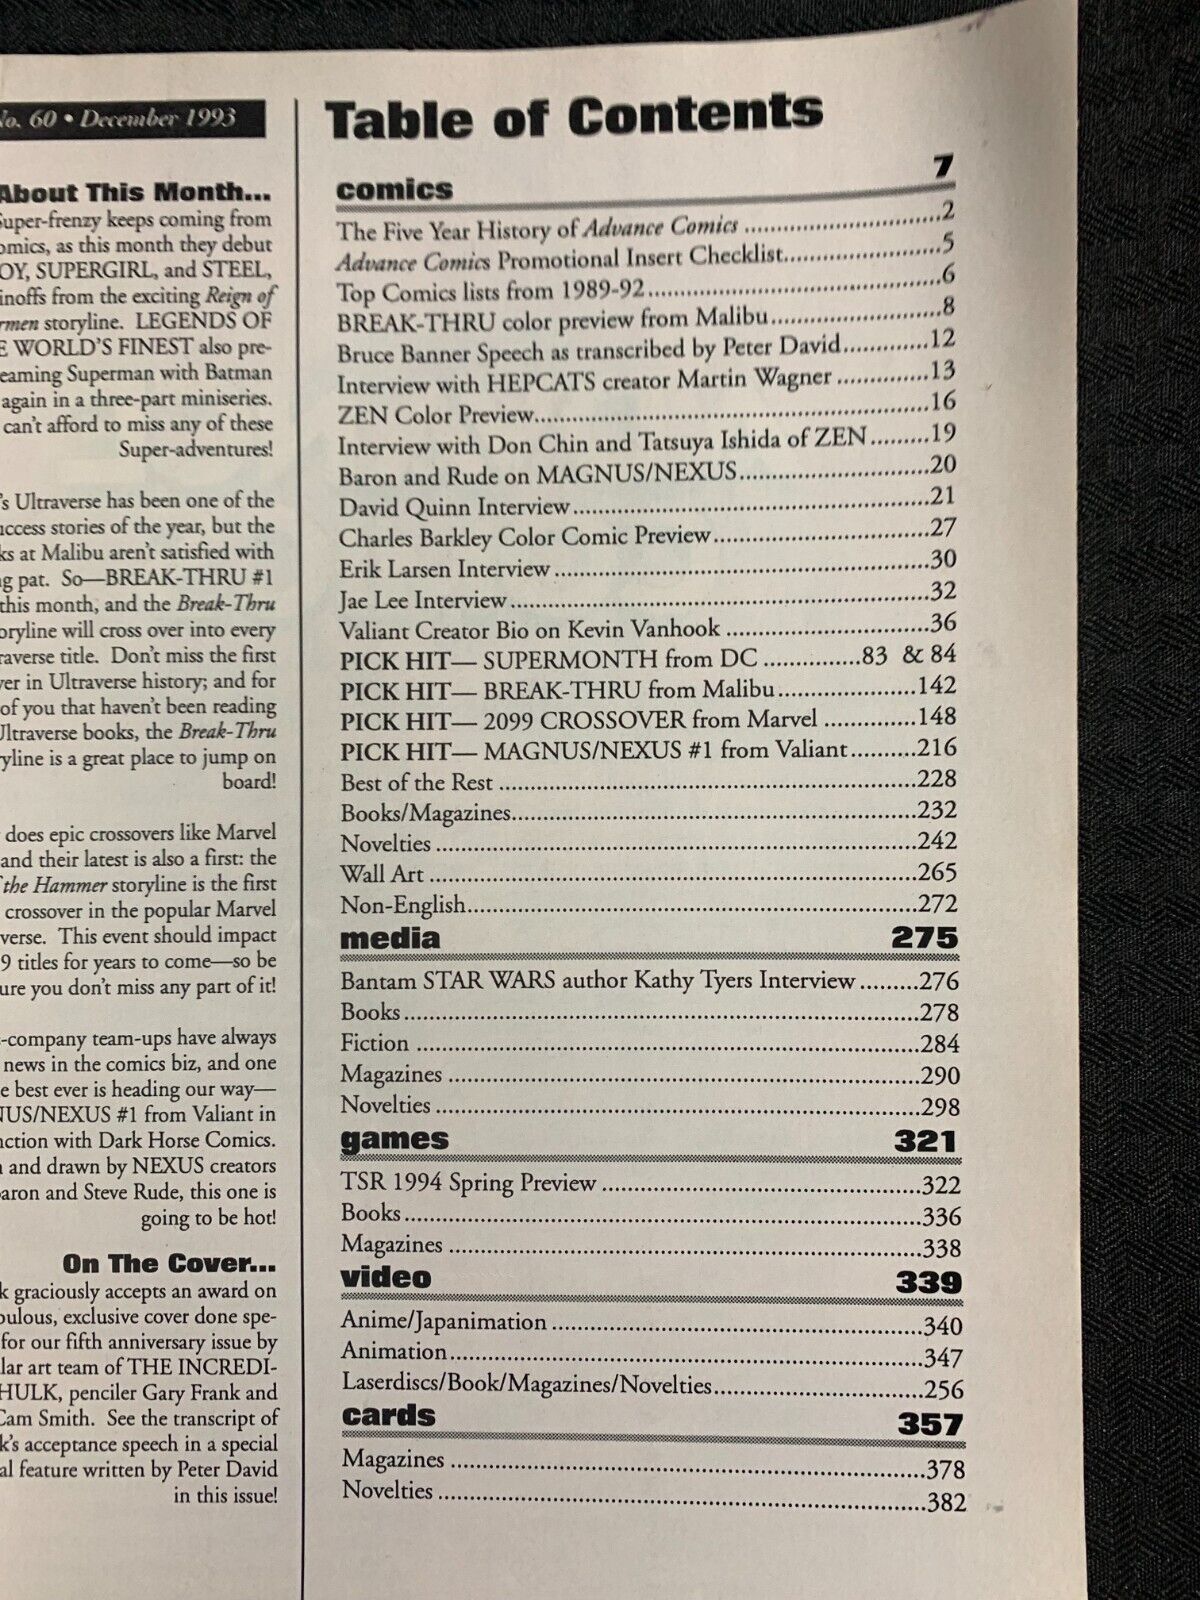 No. 60 • December 1993
About This Month...
Super-frenzy keeps coming from
omics, as this month they debut
OY, SUPERGIRL, and STEEL,
inoffs from the exciting Reign of
rmen storyline. LEGENDS OF
E WORLD'S FINEST also pre-
eaming Superman with Batman
again in a three-part miniseries.
can't afford to miss any of these
Super-adventures!
's Ultraverse has been one of the
uccess stories of the year, but the
ks at Malibu aren't satisfied with
ng pat. So—BREAK-THRU #1
this month, and the Break-Thru
oryline will cross over into every
raverse title. Don't miss the first
ver in Ultraverse history; and for
of you that haven't been reading
Ultraverse books, the Break-Thru
ryline is a great place to jump on
board!
does epic crossovers like Marvel
and their latest is also a first: the
the Hammer storyline is the first
crossover in the popular Marvel
verse. This event should impact
9 titles for years to come—so be
ure you don't miss any part of it!
-company team-ups have always
news in the comics biz, and one
e best ever is heading our way—
NUS/NEXUS #1 from Valiant in
nction with Dark Horse Comics.
and drawn by NEXUS creators
aron and Steve Rude, this one is
going to be hot!
On The Cover...
k graciously accepts an award on
bulous, exclusive cover done spe-
for our fifth anniversary issue by
lar art team of THE INCREDI-
HULK, penciler Gary Frank and
Cam Smith. See the transcript of
k's acceptance speech in a special
al feature written by Peter David
in this issue!
Table of Contents
comics 7
The Five Year History of Advance Comics ..........2
Advance Comics Promotional Insert Checklist..........5
Top Comics lists from 1989-92..........6
BREAK-THRU color preview from Malibu..........8
Bruce Banner Speech as transcribed by Peter David..........12
Interview with HEPCATS creator Martin Wagner ..........13
ZEN Color Preview..........16
Interview with Don Chin and Tatsuya Ishida of ZEN..........19
Baron and Rude on MAGNUS/NEXUS..........20
David Quinn Interview..........21
Charles Barkley Color Comic Preview..........27
Erik Larsen Interview..........30
Jae Lee Interview..........32
Valiant Creator Bio on Kevin Vanhook ..........36
PICK HIT— SUPERMONTH from DC ..........83 & 84
PICK HIT— BREAK-THRU from Malibu..........142
PICK HIT— 2099 CROSSOVER from Marvel ..........148
PICK HIT— MAGNUS/NEXUS #1 from Valiant..........216
Best of the Rest ..........228
Books/Magazines..........232
Novelties ..........242
Wall Art ..........265
Non-English..........272
media 275
Bantam STAR WARS author Kathy Tyers Interview .........276
Books..........278
Fiction ..........284
Magazines ..........290
Novelties ..........298
games 321
TSR 1994 Spring Preview ..........322
Books..........336
Magazines ..........338
video 339
Anime/Japanimation ..........340
Animation..........347
Laserdiscs/Book/Magazines/Novelties..........256
cards 357
Magazines ..........378
Novelties ..........382